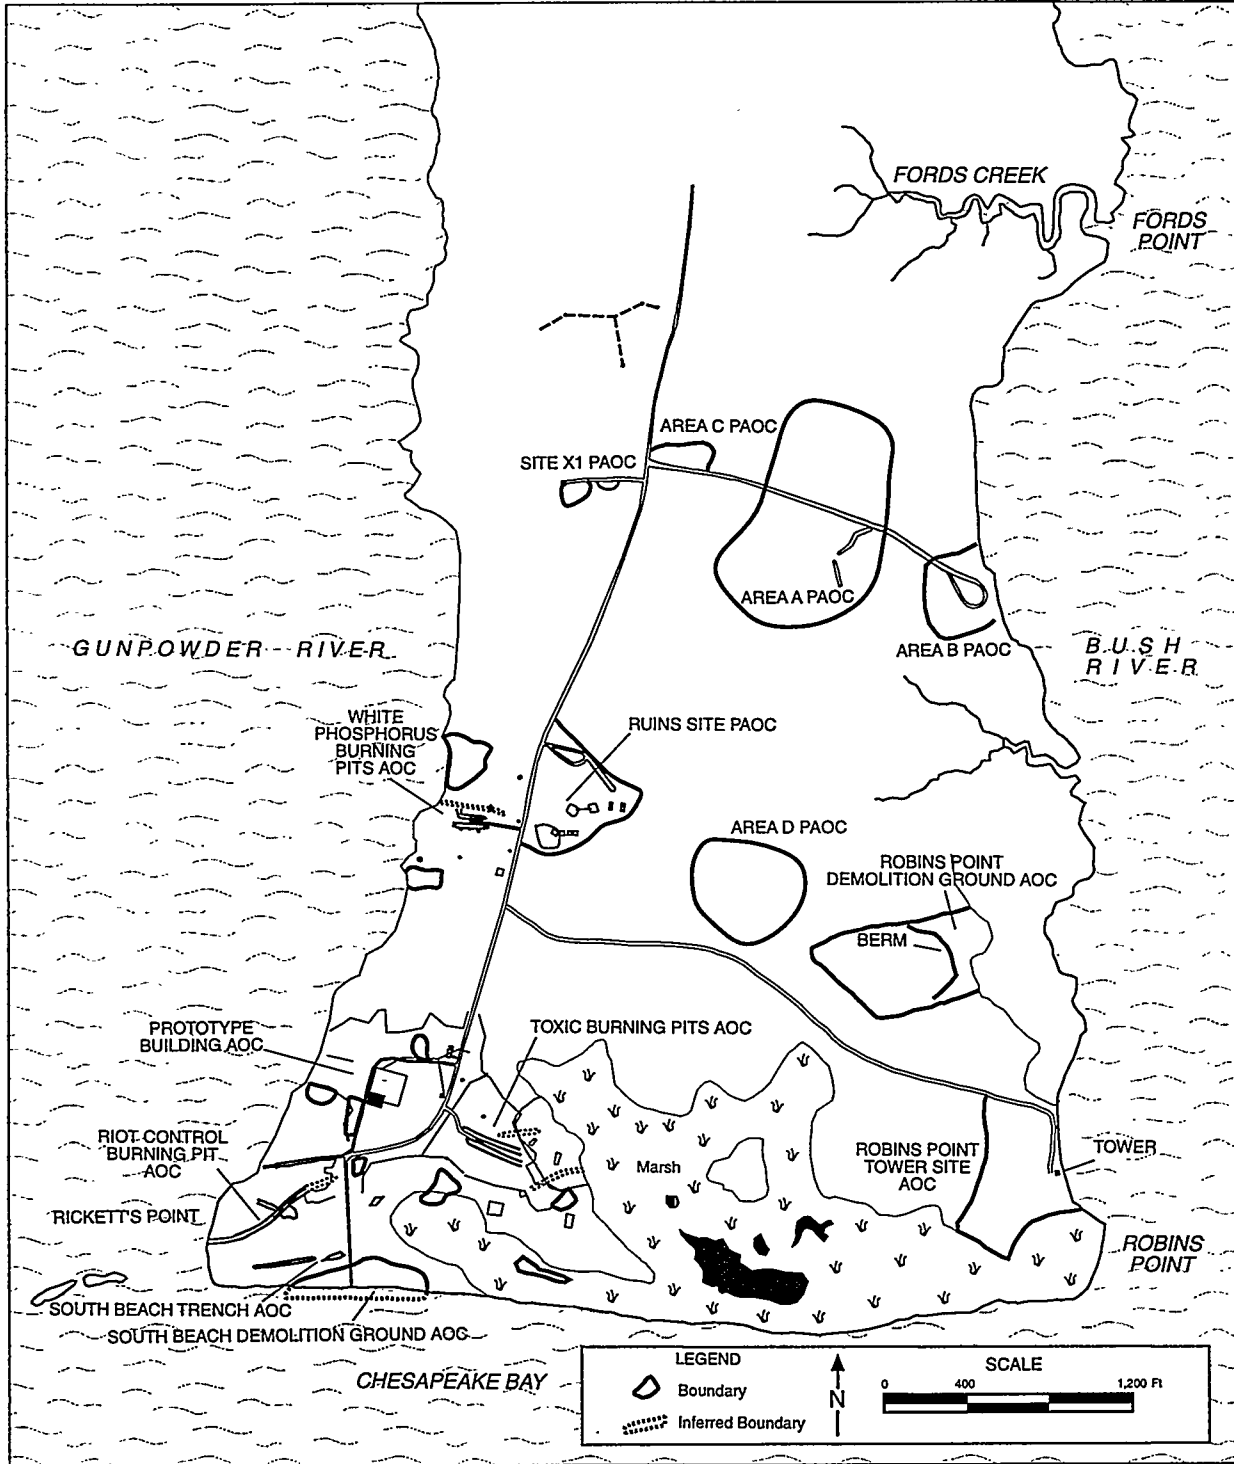 FORDS CREEK
FORDS
POINT
AREA C PAOC
SITE X1 PAOC
AREA A PAOC
AREA B PAOC
GUNPOWDER RIVER
BUSH
RIVER
WHITE
PHOSPHORUS
BURNING
PITS AOC
RUINS SITE PAOC
AREA D PAOC
ROBINS POINT
DEMOLITION GROUND AOC
BERM
PROTOTYPE
BUILDING AOC
TOXIC BURNING PITS AOC
RIOT CONTROL
BURNING PIT
AOC
Marsh
ROBINS POINT
TOWER SITE
AOC
TOWER
RICKETT'S POINT
ROBINS
POINT
SOUTH BEACH TRENCH AOC
SOUTH BEACH DEMOLITION GROUND AOC
CHESAPEAKE BAY
LEGEND
Boundary
Inferred Boundary
N
SCALE
0 400 1,200 Ft